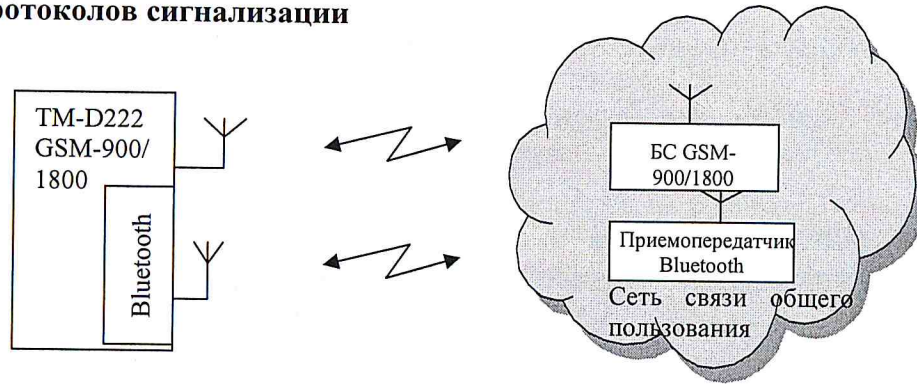 ротоколов сигнализации
TM-D222
GSM-900/
1800
Bluetooth
БС GSM-
900/1800
Приемопередатчик
Bluetooth
Сеть связи общего
пользования